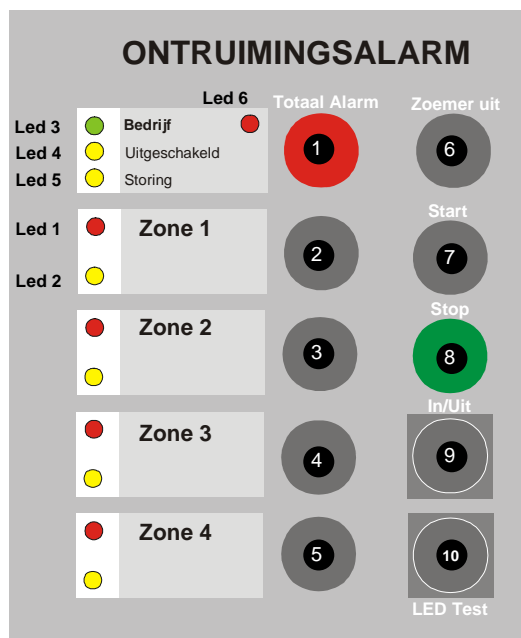 ONTRUIMINGSALARM
Led 6
Totaal Alarm
Zoemer uit
Led 3
Bedrijf
Led 4
Uitgeschakeld
Led 5
Storing
1
6
Start
Led 1
Zone 1
Led 2
2
7
Stop
Zone 2
3
8
In/Uit
Zone 3
4
9
Zone 4
5
10
LED Test